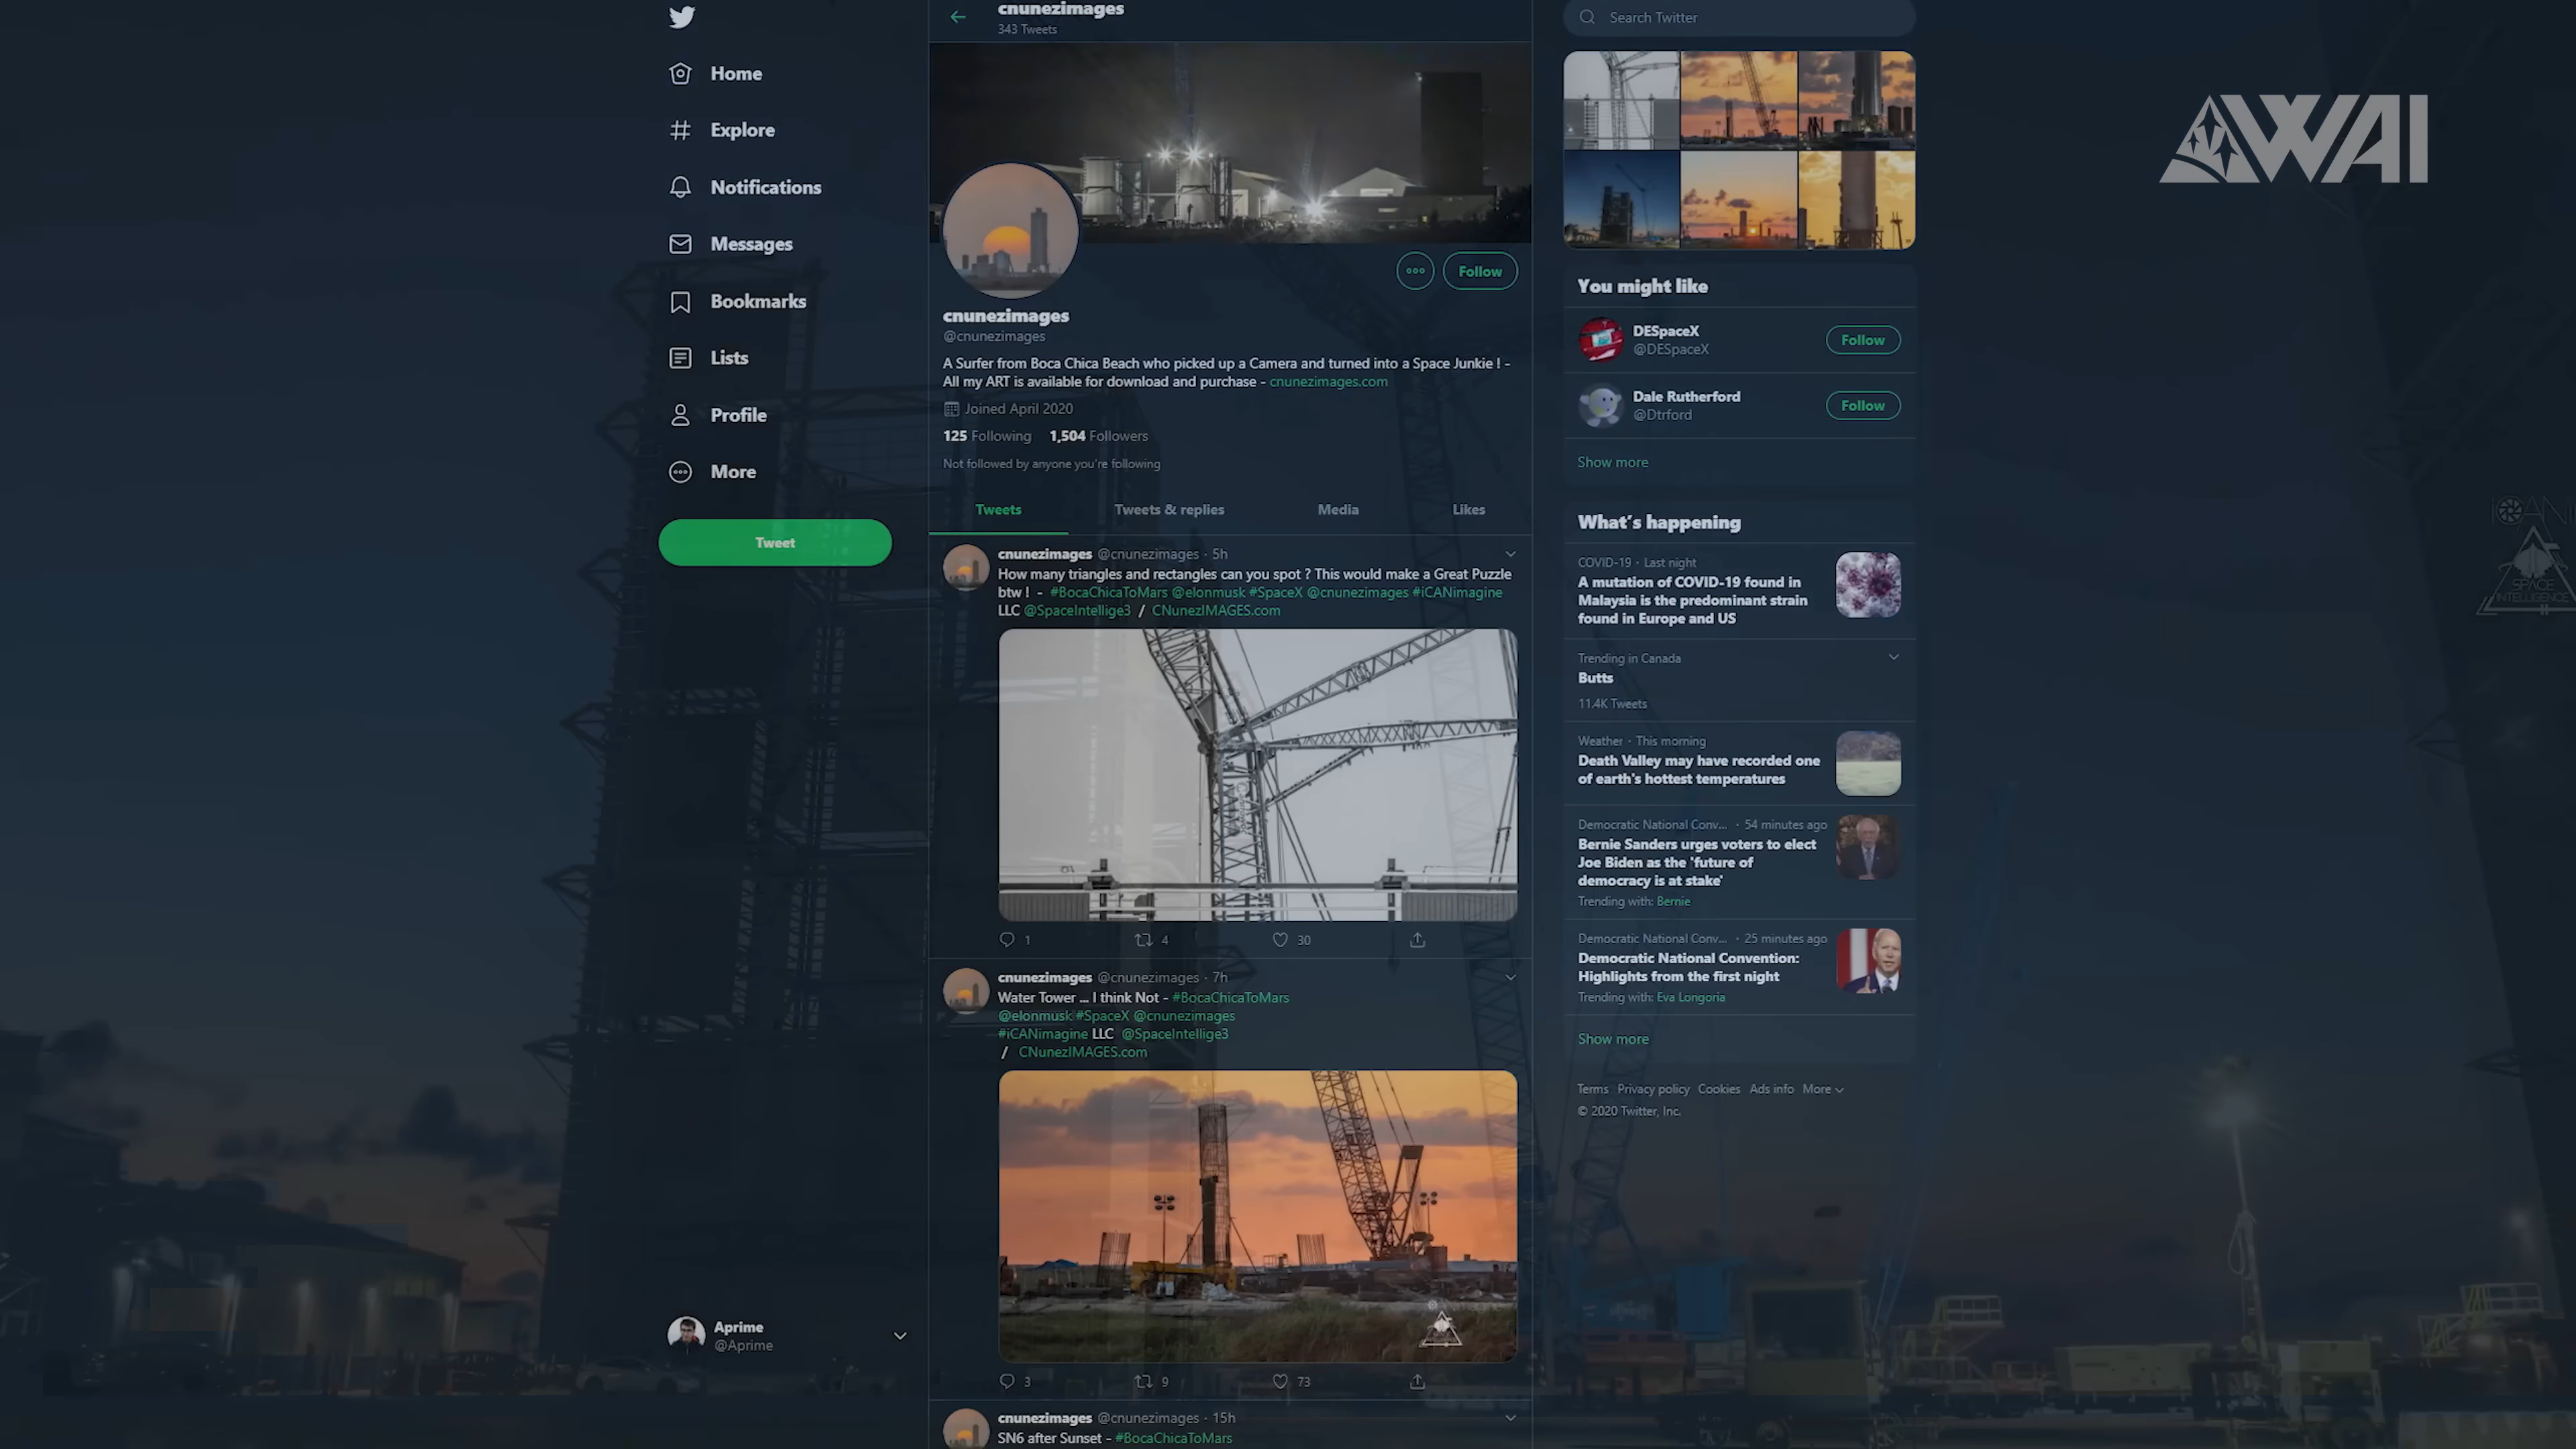 Home
Explore
Notifications
Messages
Bookmarks
Lists
Profile
More
Tweet
Aprime
@Aprime
cnunezimages
343 Tweets
Follow
cnunezimages
@cnunezimages
A Surfer from Boca Chica Beach who picked up a Camera and turned into a Space Junkie ! -
All my ART is available for download and purchase - cnunezimages.com
Joined April 2020
125 Following 1,504 Followers
Not followed by anyone you're following
Tweets Tweets & replies Media Likes
cnunezimages @cnunezimages · 5h
How many triangles and rectangles can you spot ? This would make a Great Puzzle
btw ! - #BocaChicaToMars @elonmusk #SpaceX @cnunezimages #iCANimagine
LLC @SpaceIntellige3 / CNunezIMAGES.com
1 4 30
cnunezimages @cnunezimages · 7h
Water Tower ... I think Not - #BocaChicaToMars
@elonmusk #SpaceX @cnunezimages
#iCANimagine LLC @SpaceIntellige3
/ CNunezIMAGES.com
3 9 73
cnunezimages @cnunezimages · 15h
SN6 after Sunset - #BocaChicaToMars
Search Twitter
You might like
DESpaceX
@DESpaceX
Follow
Dale Rutherford
@Dtrford
Follow
Show more
What's happening
COVID-19 · Last night
A mutation of COVID-19 found in
Malaysia is the predominant strain
found in Europe and US
Trending in Canada
Butts
11.4K Tweets
Weather · This morning
Death Valley may have recorded one
of earth's hottest temperatures
Democratic National Conv... · 54 minutes ago
Bernie Sanders urges voters to elect
Joe Biden as the 'future of
democracy is at stake'
Trending with: Bernie
Democratic National Conv... · 25 minutes ago
Democratic National Convention:
Highlights from the first night
Trending with: Eva Longoria
Show more
Terms Privacy policy Cookies Ads info More
© 2020 Twitter, Inc.
WAI
SPACE
INTELLIGENCE